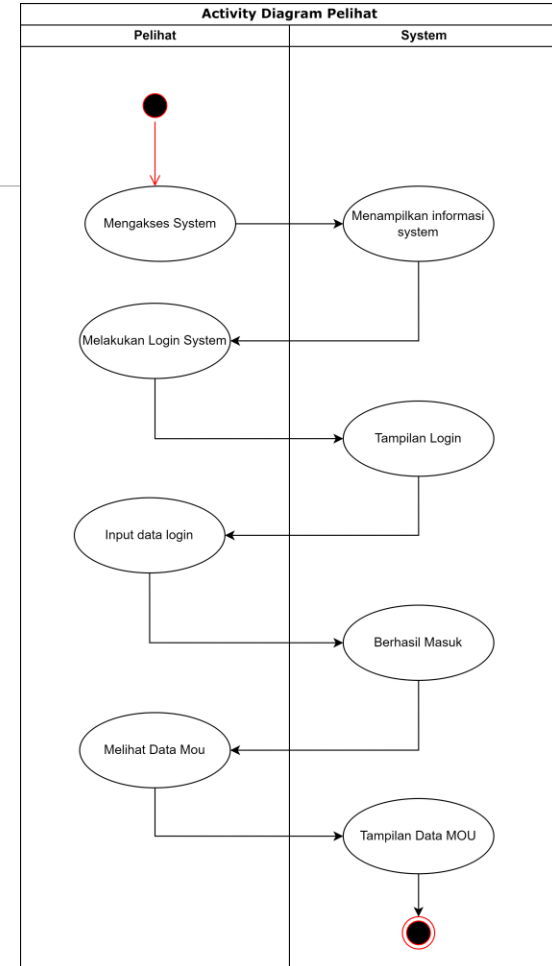 Activity Diagram Pelihat
Pelihat
System
Mengakses System
Menampilkan informasi
system
Melakukan Login System
Tampilan Login
Input data login
Berhasil Masuk
Melihat Data Mou
Tampilan Data MOU